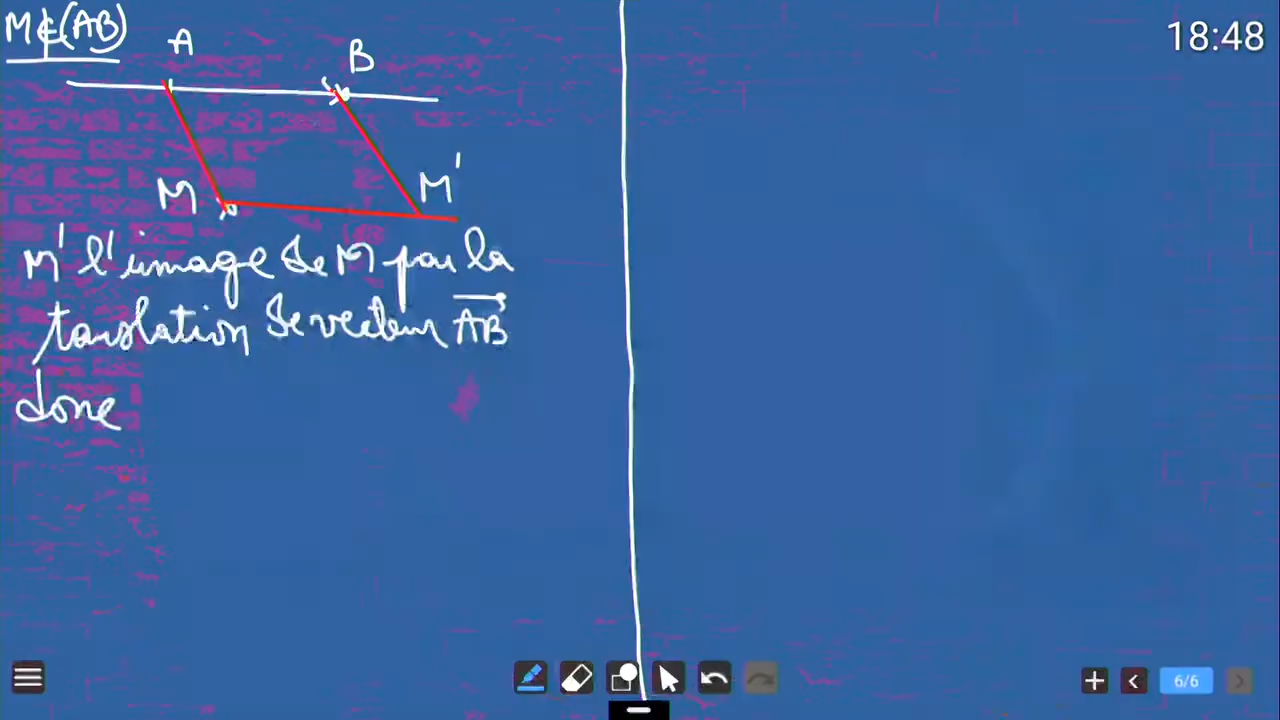 M∉(AB)
18:48
A
B
M
M'
M' l'image de M par la
translation de vecteur AB
donc
6/6